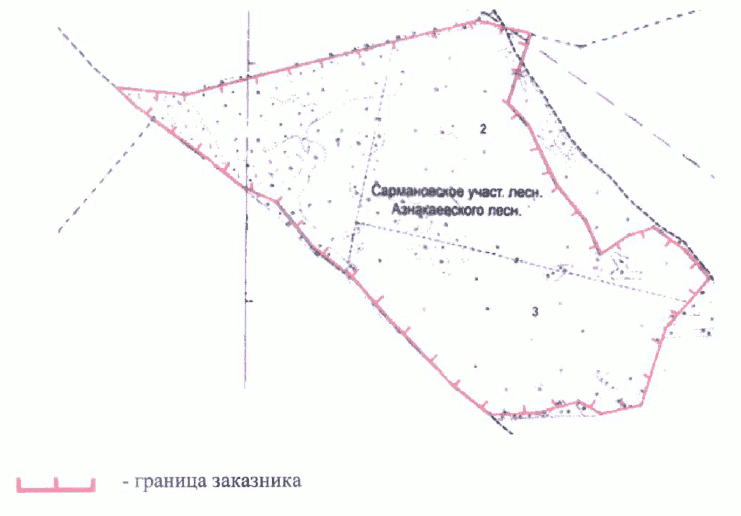 2
Сармановское участ. лесн.
Азнакаевского лесн.
3
- граница заказника